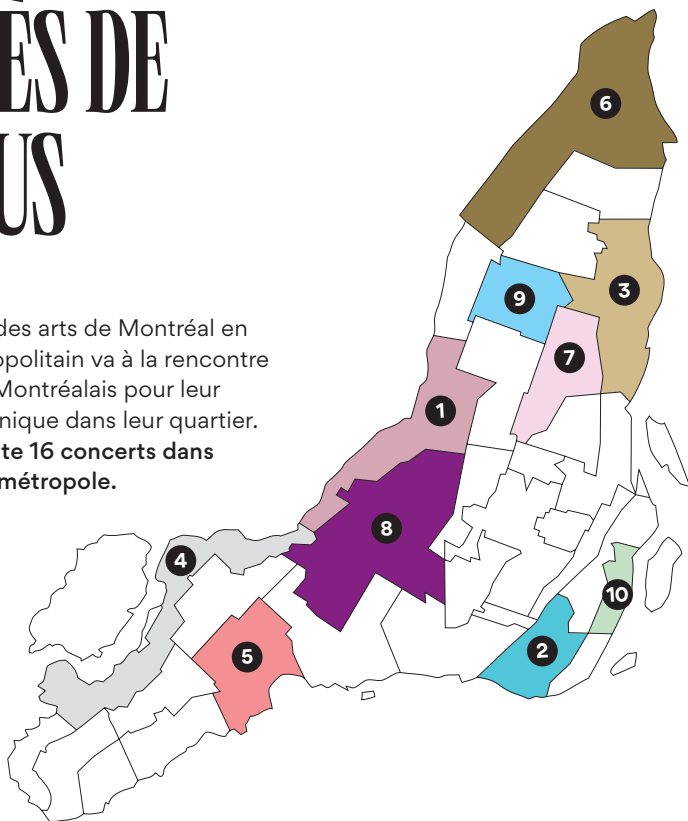 ES DE
US
des arts de Montréal en
opolitain va à la rencontre
Montréalais pour leur
nique dans leur quartier.
te 16 concerts dans
métropole.
6
3
9
7
1
8
4
10
2
5